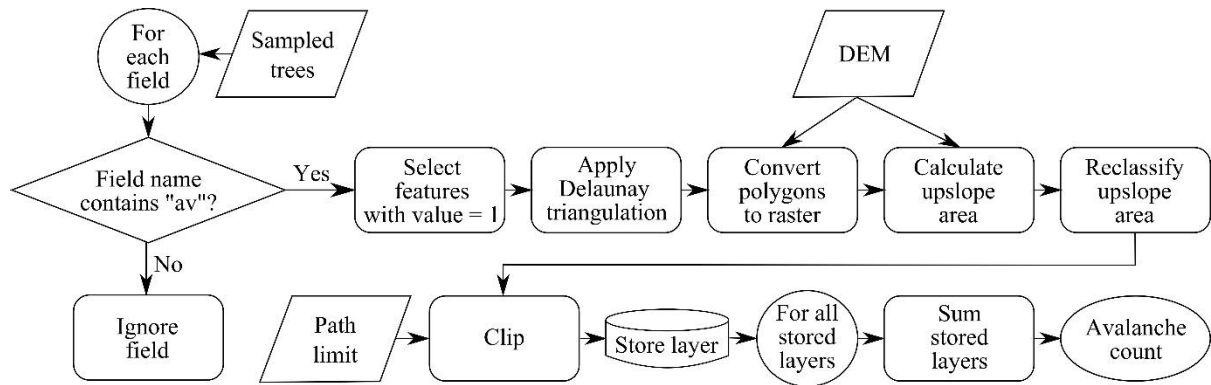 For
each
field
Sampled
trees
DEM
Field name
contains "av"?
Yes
Select
features
with value = 1
Apply
Delaunay
triangulation
Convert
polygons
to raster
Calculate
upslope
area
Reclassify
upslope
area
No
Ignore
field
Path
limit
Clip
Store layer
For all
stored
layers
Sum
stored
layers
Avalanche
count